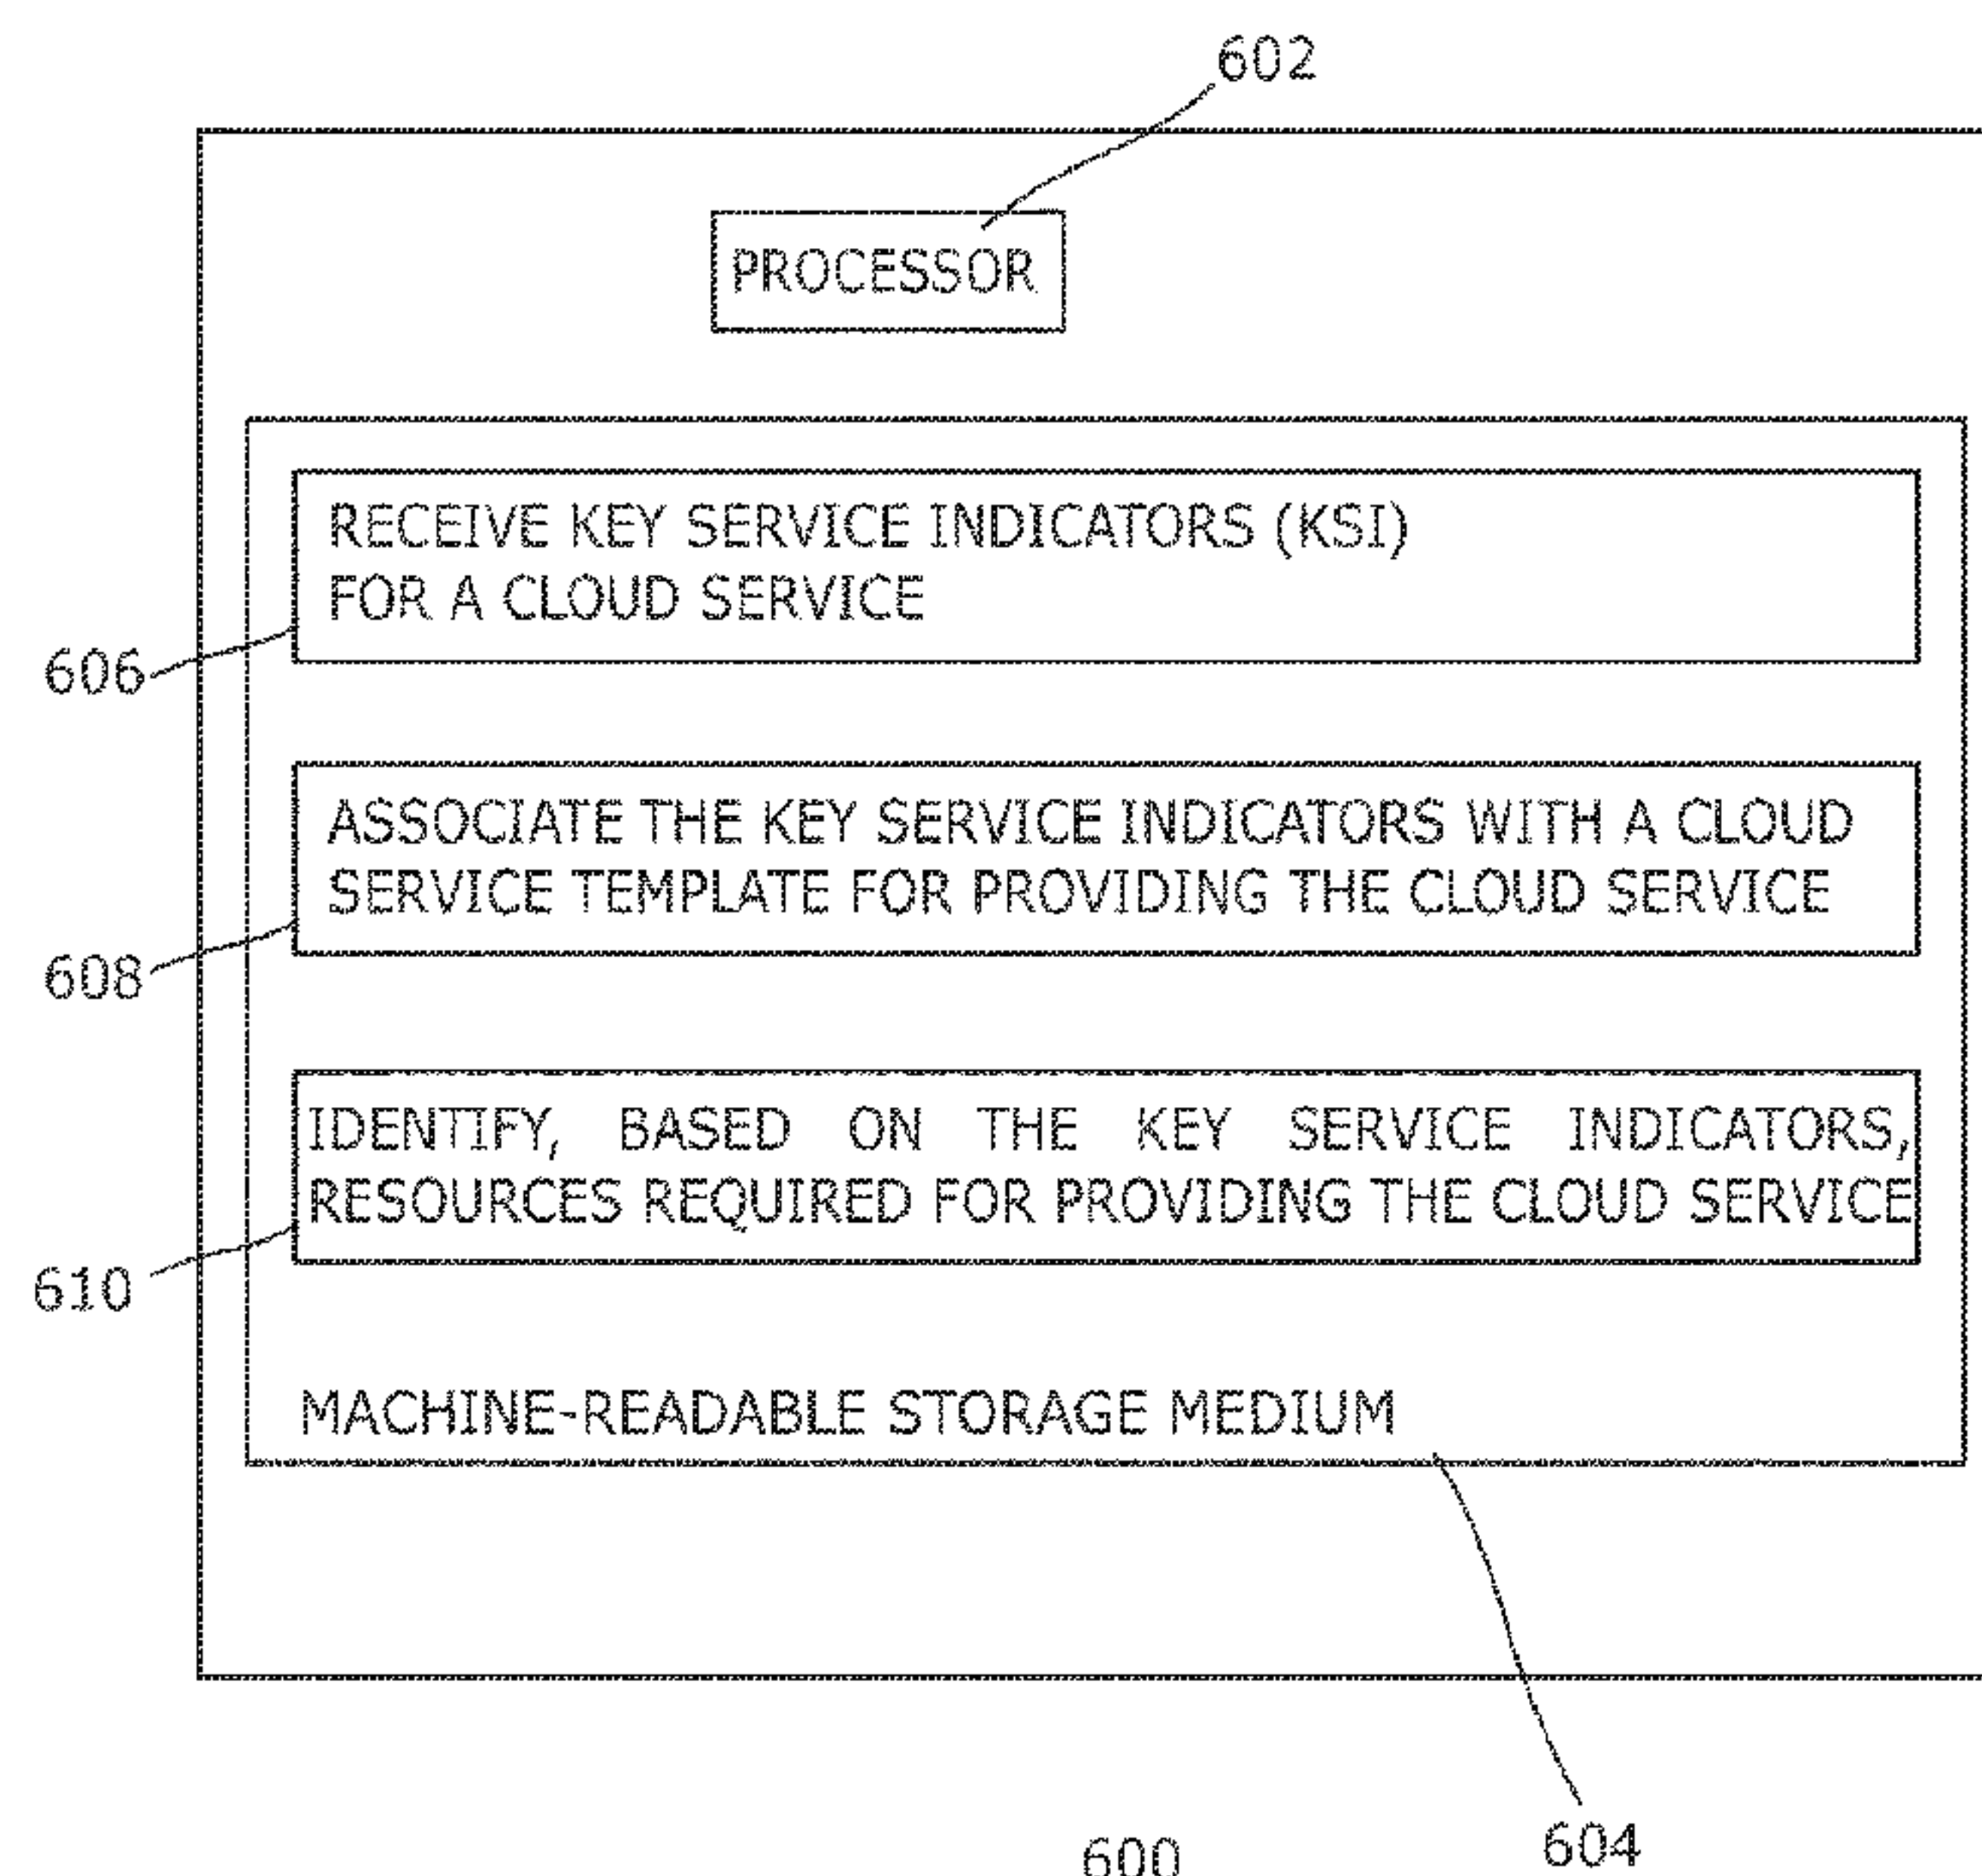 602
PROCESSOR
RECEIVE KEY SERVICE INDICATORS (KSI)
FOR A CLOUD SERVICE
606
ASSOCIATE THE KEY SERVICE INDICATORS WITH A CLOUD
SERVICE TEMPLATE FOR PROVIDING THE CLOUD SERVICE
608
IDENTIFY, BASED ON THE KEY SERVICE INDICATORS,
RESOURCES REQUIRED FOR PROVIDING THE CLOUD SERVICE
610
MACHINE-READABLE STORAGE MEDIUM
604
600